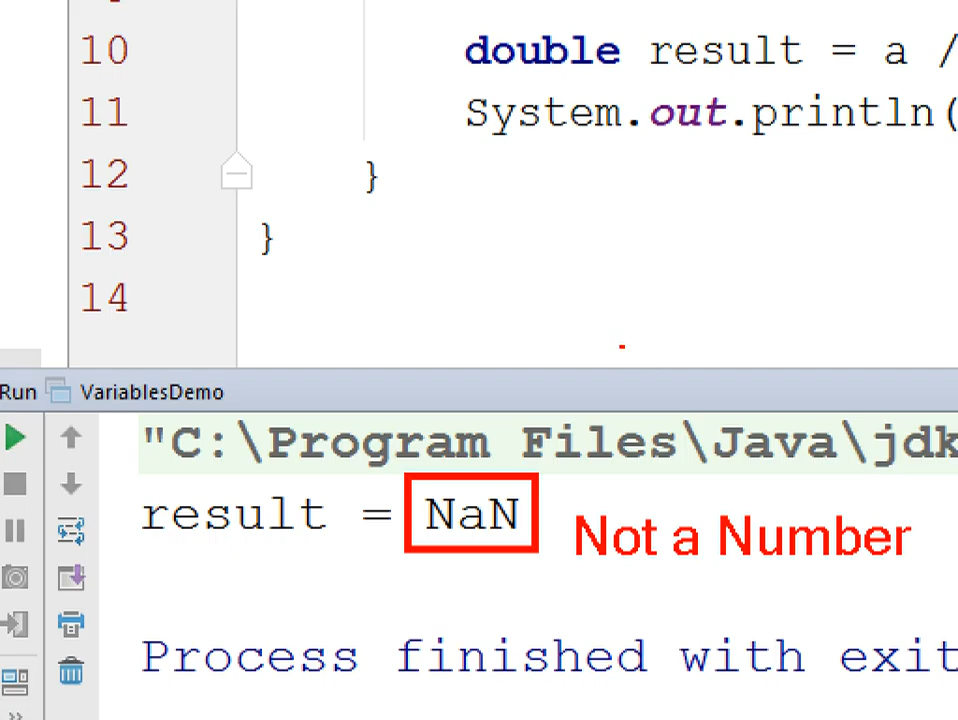 10 double result = a /
11 System.out.println(
12 }
13 }
14
Run VariablesDemo
"C:\Program Files\Java\jdk
result = NaN Not a Number
Process finished with exit